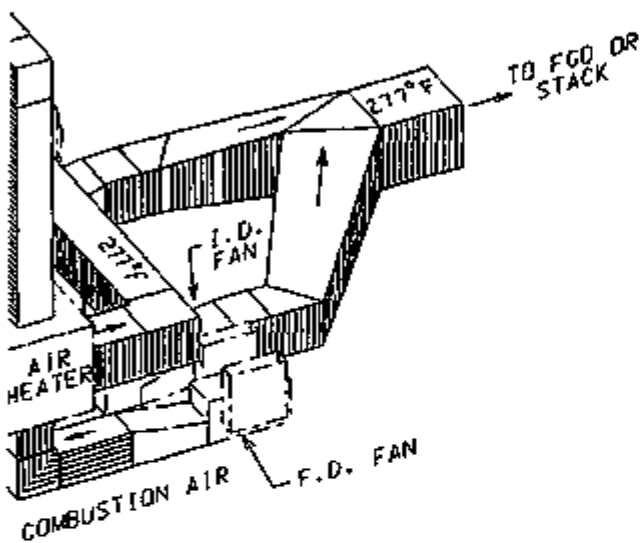 TO FGD OR
STACK
277°F
I.D.
FAN
277°F
AIR
HEATER
F.D. FAN
COMBUSTION AIR